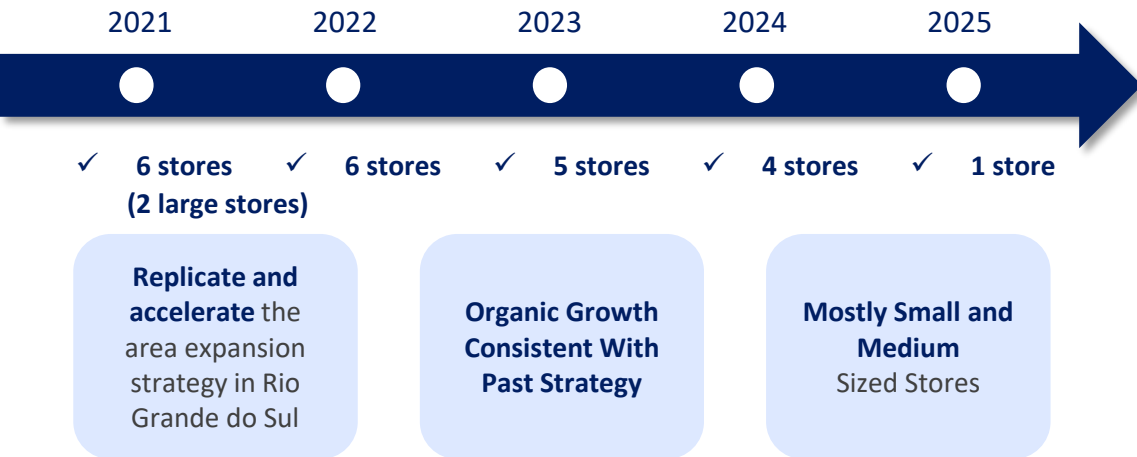 2021 2022 2023 2024 2025
✓ 6 stores ✓ 6 stores ✓ 5 stores ✓ 4 stores ✓ 1 store
(2 large stores)
Replicate and
accelerate the
area expansion
strategy in Rio
Grande do Sul
Organic Growth
Consistent With
Past Strategy
Mostly Small and
Medium
Sized Stores